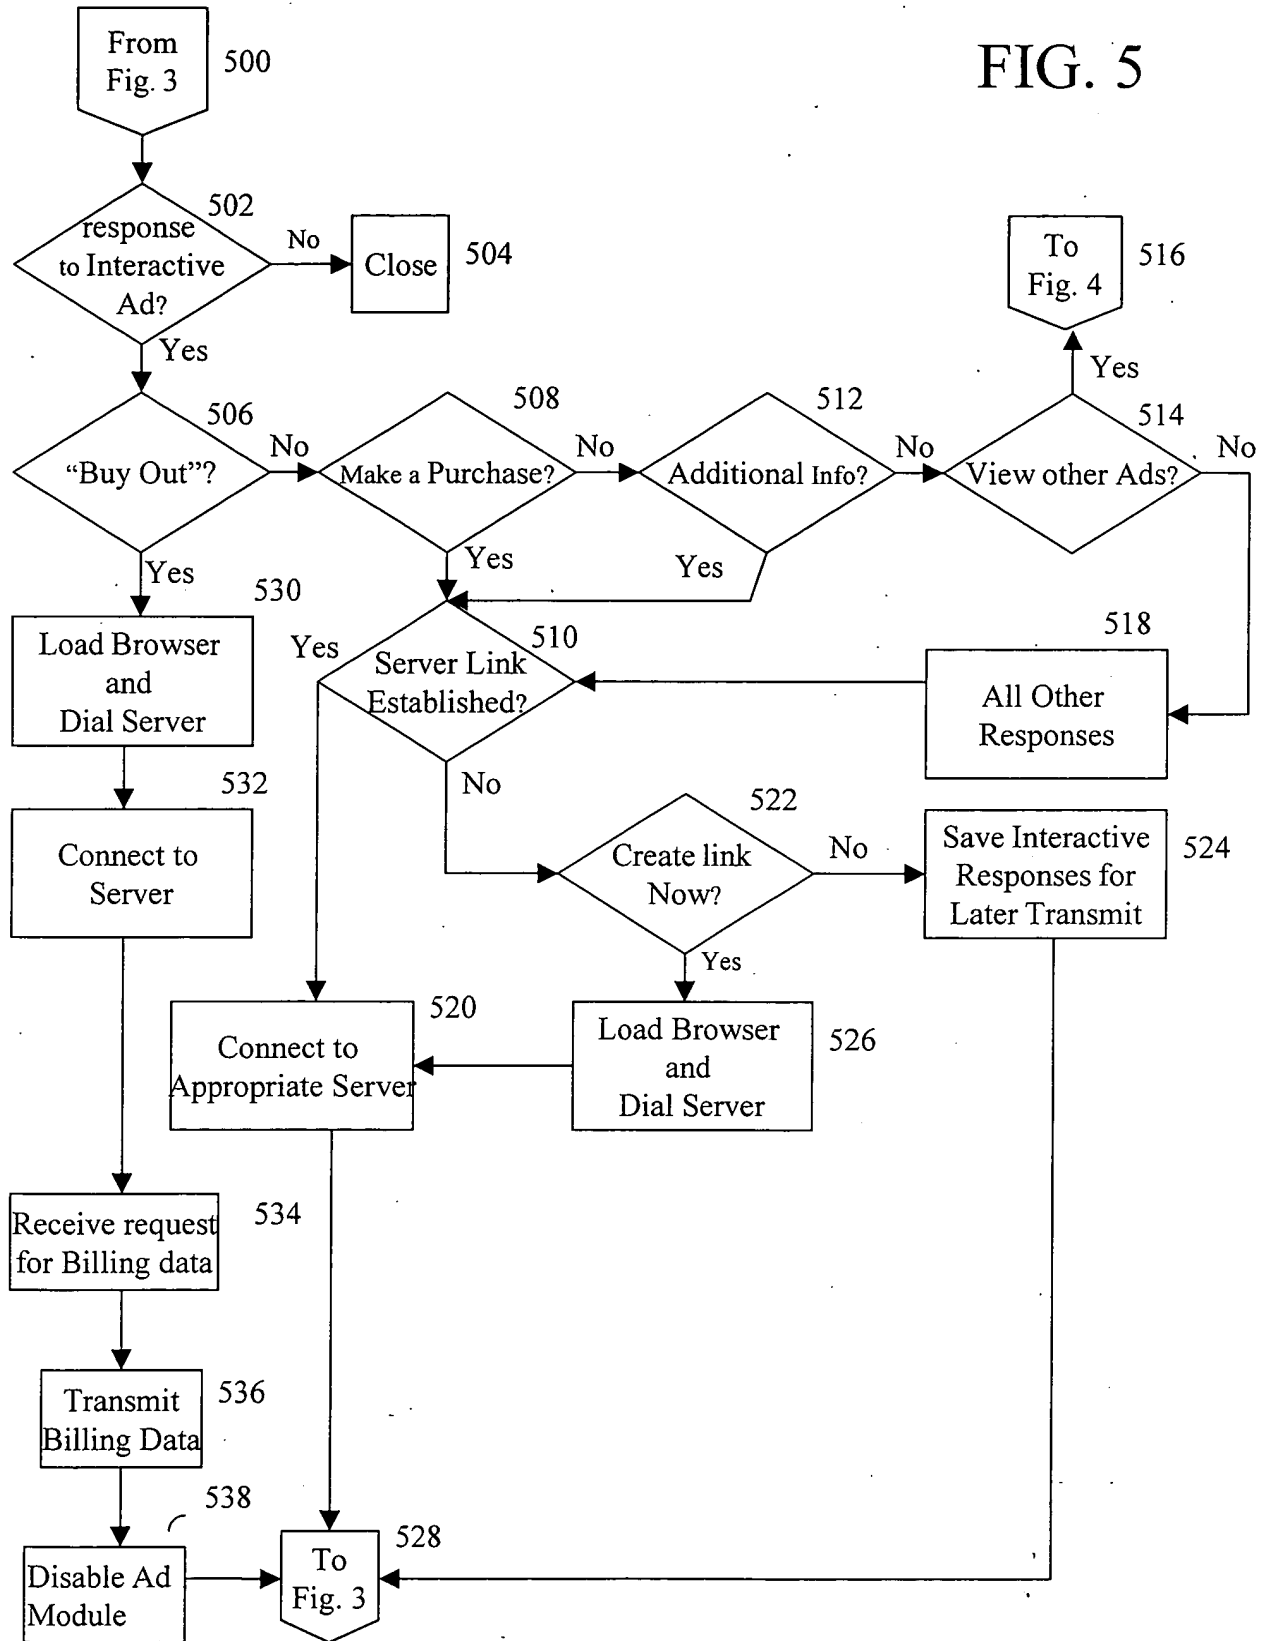 From
Fig. 3
500
FIG. 5
502
response
to Interactive
Ad?
No
Close
504
To
Fig. 4
516
Yes
Yes
506
508
512
514
"Buy Out"?
No
Make a Purchase?
No
Additional Info?
No
View other Ads?
No
Yes
Yes
Yes
530
Load Browser
and
Dial Server
Yes
510
Server Link
Established?
518
All Other
Responses
No
532
Connect to
Server
522
Create link
Now?
No
Save Interactive
Responses for
Later Transmit
524
Yes
520
Connect to
Appropriate Server
Load Browser
and
Dial Server
526
Receive request
for Billing data
534
Transmit
Billing Data
536
538
Disable Ad
Module
To
Fig. 3
528